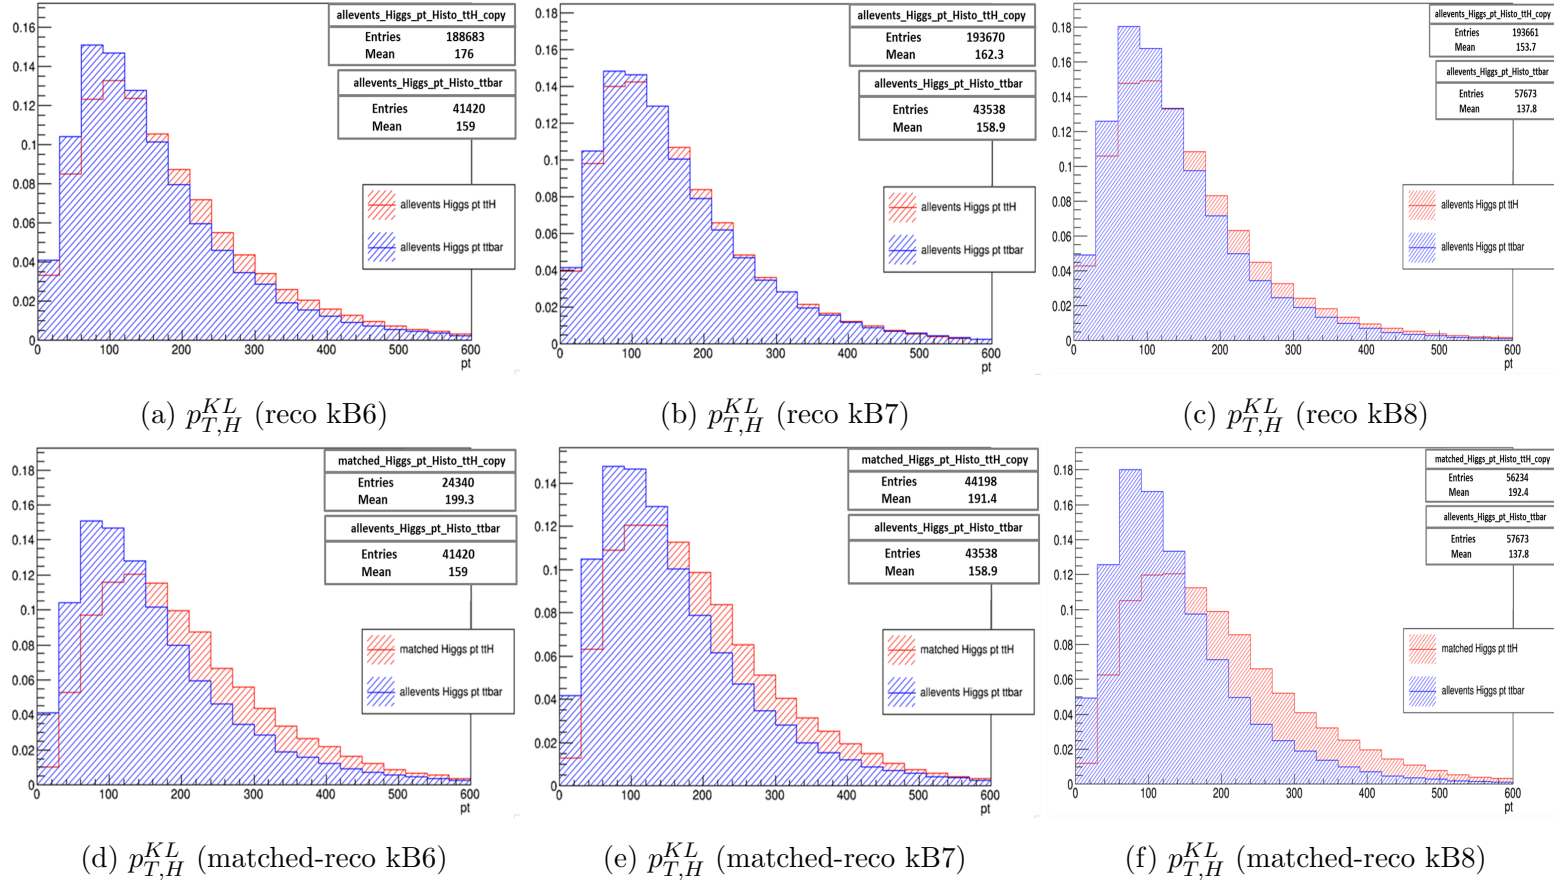 allevents_Higgs_pt_Histo_ttH_copy
Entries 188683
Mean 176
allevents_Higgs_pt_Histo_ttbar
Entries 41420
Mean 159
allevents Higgs pt ttH
allevents Higgs pt ttbar
0.16
0.14
0.12
0.1
0.08
0.06
0.04
0.02
0
0 100 200 300 400 500 600
pt
(a) p_{T,H}^{KL} (reco kB6)
allevents_Higgs_pt_Histo_ttH_copy
Entries 193670
Mean 162.3
allevents_Higgs_pt_Histo_ttbar
Entries 43538
Mean 158.9
allevents Higgs pt ttH
allevents Higgs pt ttbar
0.18
0.16
0.14
0.12
0.1
0.08
0.06
0.04
0.02
0
0 100 200 300 400 500 600
pt
(b) p_{T,H}^{KL} (reco kB7)
allevents_Higgs_pt_Histo_ttH_copy
Entries 193661
Mean 153.7
allevents_Higgs_pt_Histo_ttbar
Entries 57673
Mean 137.8
allevents Higgs pt ttH
allevents Higgs pt ttbar
0.18
0.16
0.14
0.12
0.1
0.08
0.06
0.04
0.02
0
0 100 200 300 400 500 600
pt
(c) p_{T,H}^{KL} (reco kB8)
matched_Higgs_pt_Histo_ttH_copy
Entries 24340
Mean 199.3
allevents_Higgs_pt_Histo_ttbar
Entries 41420
Mean 159
matched Higgs pt ttH
allevents Higgs pt ttbar
0.18
0.16
0.14
0.12
0.1
0.08
0.06
0.04
0.02
0
0 100 200 300 400 500 600
pt
(d) p_{T,H}^{KL} (matched-reco kB6)
matched_Higgs_pt_Histo_ttH_copy
Entries 44198
Mean 191.4
allevents_Higgs_pt_Histo_ttbar
Entries 43538
Mean 158.9
matched Higgs pt ttH
allevents Higgs pt ttbar
0.14
0.12
0.1
0.08
0.06
0.04
0.02
0
0 100 200 300 400 500 600
pt
(e) p_{T,H}^{KL} (matched-reco kB7)
matched_Higgs_pt_Histo_ttH_copy
Entries 56234
Mean 192.4
allevents_Higgs_pt_Histo_ttbar
Entries 57673
Mean 137.8
matched Higgs pt ttH
allevents Higgs pt ttbar
0.18
0.16
0.14
0.12
0.1
0.08
0.06
0.04
0.02
0
0 100 200 300 400 500 600
pt
(f) p_{T,H}^{KL} (matched-reco kB8)